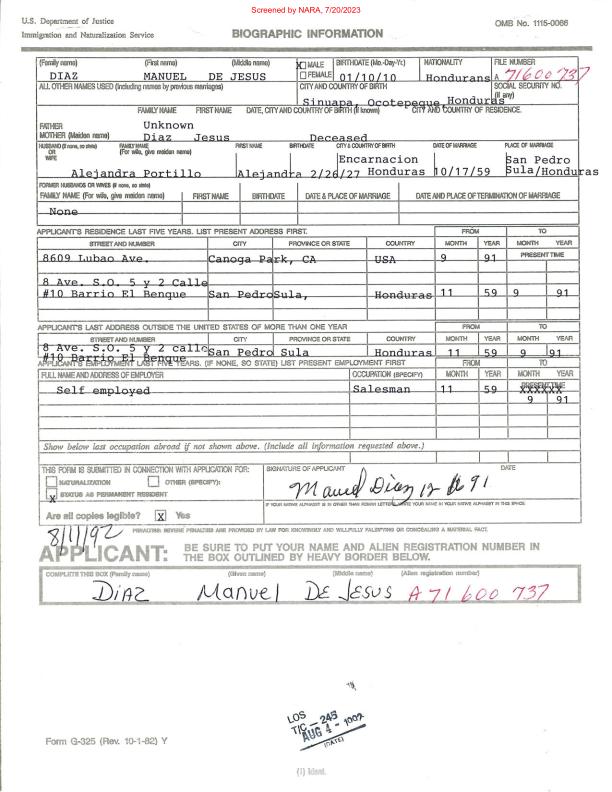 Screened by NARA, 7/20/2023
U.S. Department of Justice
Immigration and Naturalization Service
OMB No. 1115-0066
BIOGRAPHIC INFORMATION
(Family name) (First name) (Middle name) X MALE BIRTHDATE (Mo.-Day-Yr.) NATIONALITY FILE NUMBER
DIAZ MANUEL DE JESUS FEMALE 01/10/10 Hondurans A 71600737
ALL OTHER NAMES USED (Including names by previous marriages) CITY AND COUNTRY OF BIRTH SOCIAL SECURITY NO. (If any)
Sinuapa, Ocotepeque, Honduras
FAMILY NAME FIRST NAME DATE, CITY AND COUNTRY OF BIRTH (If known) CITY AND COUNTRY OF RESIDENCE.
FATHER Unknown
MOTHER (Maiden name) Diaz Jesus Deceased
HUSBAND (If none, so state) OR WIFE FAMILY NAME (For wife, give maiden name) FIRST NAME BIRTHDATE CITY & COUNTRY OF BIRTH DATE OF MARRIAGE PLACE OF MARRIAGE
Encarnacion San Pedro
Alejandra Portillo Alejandra 2/26/27 Honduras 10/17/59 Sula/Honduras
FORMER HUSBANDS OR WIVES (if none, so state)
FAMILY NAME (For wife, give maiden name) FIRST NAME BIRTHDATE DATE & PLACE OF MARRIAGE DATE AND PLACE OF TERMINATION OF MARRIAGE
None
APPLICANT'S RESIDENCE LAST FIVE YEARS. LIST PRESENT ADDRESS FIRST. FROM TO
STREET AND NUMBER CITY PROVINCE OR STATE COUNTRY MONTH YEAR MONTH YEAR
8609 Lubao Ave. Canoga Park, CA USA 9 91 PRESENT TIME
8 Ave. S.O. 5 y 2 Calle
#10 Barrio El Benque San PedroSula, Honduras 11 59 9 91
APPLICANT'S LAST ADDRESS OUTSIDE THE UNITED STATES OF MORE THAN ONE YEAR FROM TO
STREET AND NUMBER CITY PROVINCE OR STATE COUNTRY MONTH YEAR MONTH YEAR
8 Ave. S.O. 5 y 2 calle San Pedro Sula Honduras 11 59 9 91
#10 Barrio El Benque
APPLICANT'S EMPLOYMENT LAST FIVE YEARS. (IF NONE, SO STATE) LIST PRESENT EMPLOYMENT FIRST FROM TO
FULL NAME AND ADDRESS OF EMPLOYER OCCUPATION (SPECIFY) MONTH YEAR MONTH YEAR
Self employed Salesman 11 59 PRESENT TIME
9 91
Show below last occupation abroad if not shown above. (Include all information requested above.)
THIS FORM IS SUBMITTED IN CONNECTION WITH APPLICATION FOR: SIGNATURE OF APPLICANT DATE
NATURALIZATION OTHER (SPECIFY):
X STATUS AS PERMANENT RESIDENT
Manuel Diaz 12 91
IF YOUR NATIVE ALPHABET IS IN OTHER THAN ROMAN LETTERS, WRITE YOUR NAME IN YOUR NATIVE ALPHABET IN THIS SPACE:
Are all copies legible? X Yes
PENALTIES: SEVERE PENALTIES ARE PROVIDED BY LAW FOR KNOWINGLY AND WILLFULLY FALSIFYING OR CONCEALING A MATERIAL FACT.
APPLICANT: BE SURE TO PUT YOUR NAME AND ALIEN REGISTRATION NUMBER IN
THE BOX OUTLINED BY HEAVY BORDER BELOW.
COMPLETE THIS BOX (Family name) (Given name) (Middle name) (Alien registration number)
DIAZ MANUEL DE JESUS A 71 600 737
LOS
T/C - 245
AUG 4 - 1992
(DATE)
Form G-325 (Rev. 10-1-82) Y
(1) Ident.